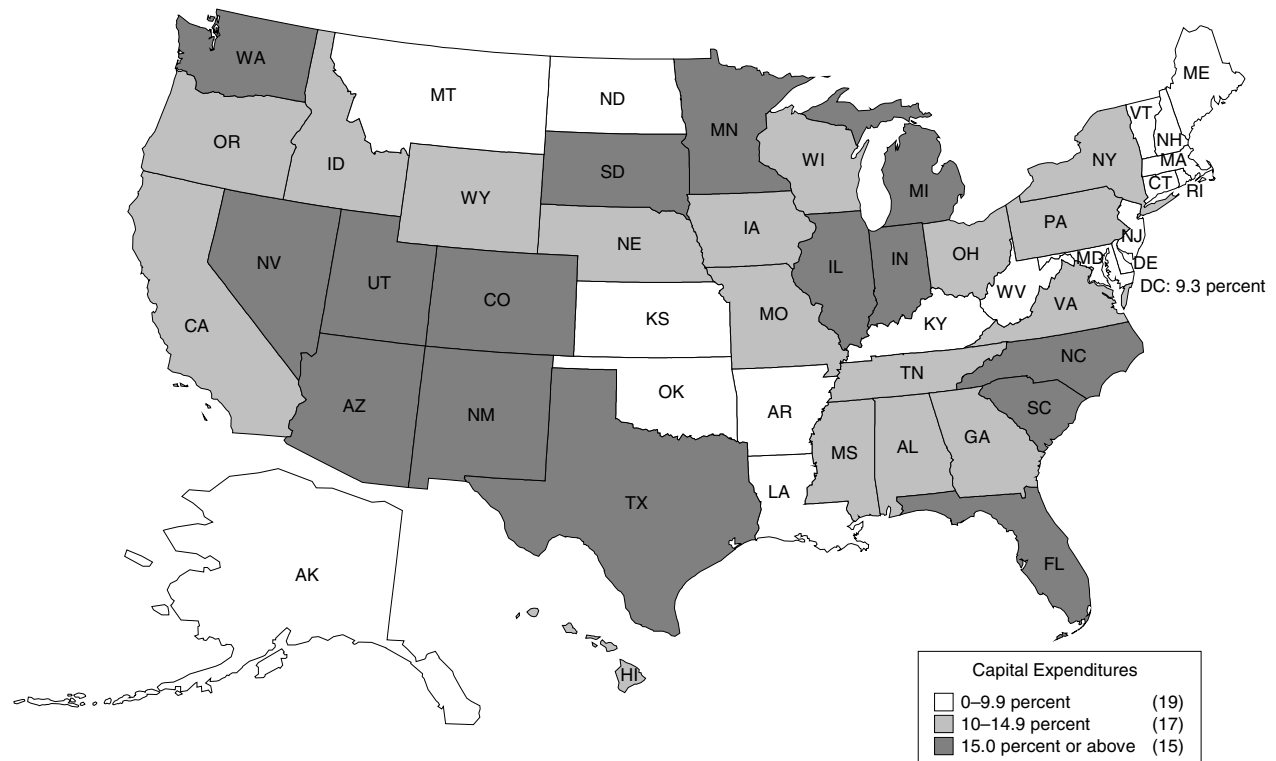 WA
MT
ND
MN
ME
VT
NH
OR
ID
SD
WI
NY
MA
WY
MI
CT
RI
NE
IA
PA
NJ
NV
UT
CO
IL
IN
OH
MD
DE
DC: 9.3 percent
WV
VA
CA
KS
MO
KY
NC
AZ
NM
OK
AR
TN
SC
MS
AL
GA
TX
LA
AK
FL
HI
Capital Expenditures
0–9.9 percent (19)
10–14.9 percent (17)
15.0 percent or above (15)